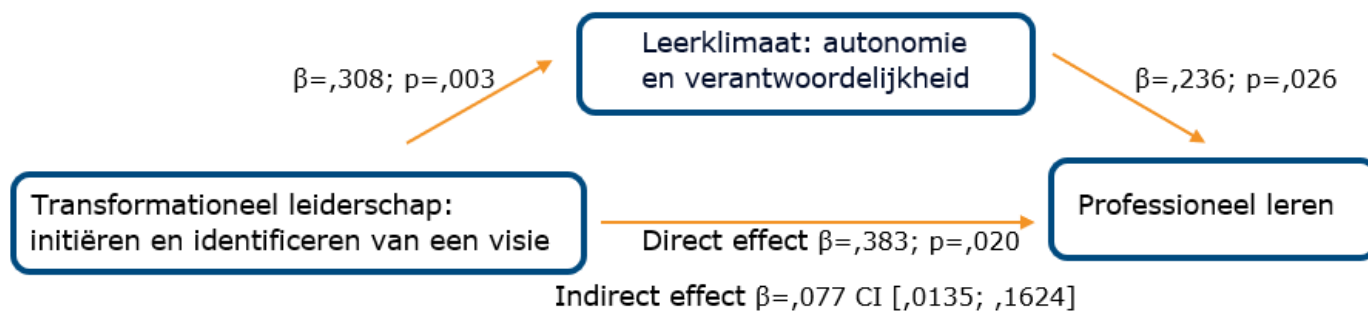 Leerklimaat: autonomie
en verantwoordelijkheid
β=,308; p=,003
β=,236; p=,026
Transformationeel leiderschap:
initiëren en identificeren van een visie
Professioneel leren
Direct effect β=,383; p=,020
Indirect effect β=,077 CI [,0135; ,1624]